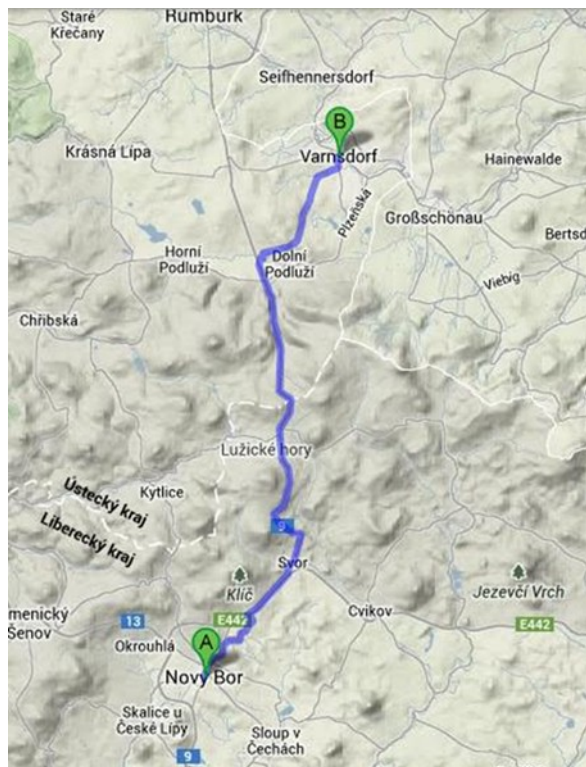 Staré
Křečany
Rumburk
Seifhennersdorf
B
Krásná Lípa
Varnsdorf
Hainewalde
Plzeňská
Großschönau
Bertsd
Horní
Podluží
Dolní
Podluží
Viebig
Chřibská
Lužické hory
Ústecký kraj
Kytlice
Liberecký kraj
9
Svor
Klíč
Jezevčí Vrch
menický
Šenov
13
E442
Cvikov
E442
Okrouhlá
A
Nový Bor
Skalice u
České Lípy
Sloup v
Čechách
9